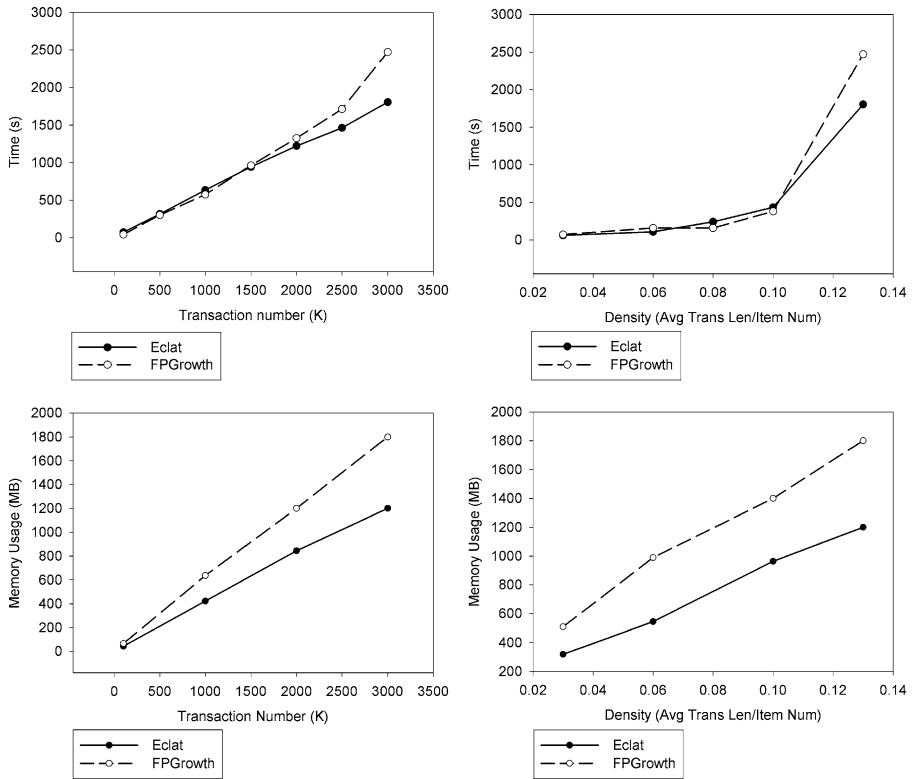 3000
2500
2000
1500
1000
500
0
Time (s)
0 500 1000 1500 2000 2500 3000 3500
Transaction number (K)
Eclat
FPGrowth
3000
2500
2000
1500
1000
500
0
Time (s)
0.02 0.04 0.06 0.08 0.10 0.12 0.14
Density (Avg Trans Len/Item Num)
Eclat
FPGrowth
2000
1800
1600
1400
1200
1000
800
600
400
200
0
Memory Usage (MB)
0 500 1000 1500 2000 2500 3000 3500
Transaction Number (K)
Eclat
FPGrowth
2000
1800
1600
1400
1200
1000
800
600
400
200
Memory Usage (MB)
0.02 0.04 0.06 0.08 0.10 0.12 0.14
Density (Avg Trans Len/Item Num)
Eclat
FPGrowth